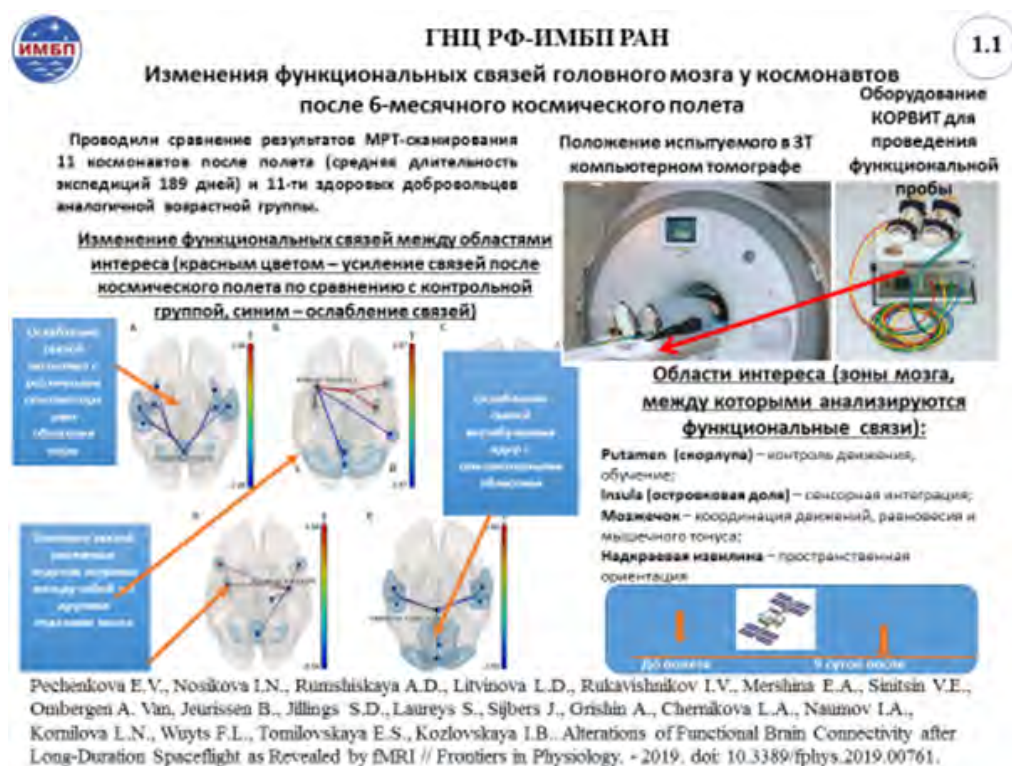 ИМБП
ГНЦ РФ-ИМБП РАН
1.1
Изменения функциональных связей головного мозга у космонавтов
после 6-месячного космического полета
Проводили сравнение результатов МРТ-сканирования
11 космонавтов после полета (средняя длительность
экспедиций 189 дней) и 11-ти здоровых добровольцев
аналогичной возрастной группы.
Положение испытуемого в 3Т
компьютерном томографе
Оборудование
КОРВИТ для
проведения
функциональной
пробы
Изменение функциональных связей между областями
интереса (красным цветом – усиление связей после
космического полета по сравнению с контрольной
группой, синим – ослабление связей)
A
B
C
Ослабление
связей
Ослабление
связей
вестибулярных
ядер с
D
E
Области интереса (зоны мозга,
между которыми анализируются
функциональные связи):
Putamen (скорлупа) – контроль движения,
обучение;
Insula (островковая доля) – сенсорная интеграция;
Мозжечок – координация движений, равновесия и
мышечного тонуса;
Надкраевая извилина – пространственная
ориентация
До полета
9 суток после
Pechenkova E.V., Nosikova I.N., Rumshiskaya A.D., Litvinova L.D., Rukavishnikov I.V., Mershina E.A., Sinitsin V.E.,
Ombergen A. Van, Jeurissen B., Jillings S.D., Laureys S., Sijbers J., Grishin A., Chernikova L.A., Naumov I.A.,
Kornilova L.N., Wuyts F.L., Tomilovskaya E.S., Kozlovskaya I.B. Alterations of Functional Brain Connectivity after
Long-Duration Spaceflight as Revealed by fMRI // Frontiers in Physiology. - 2019. doi: 10.3389/fphys.2019.00761.